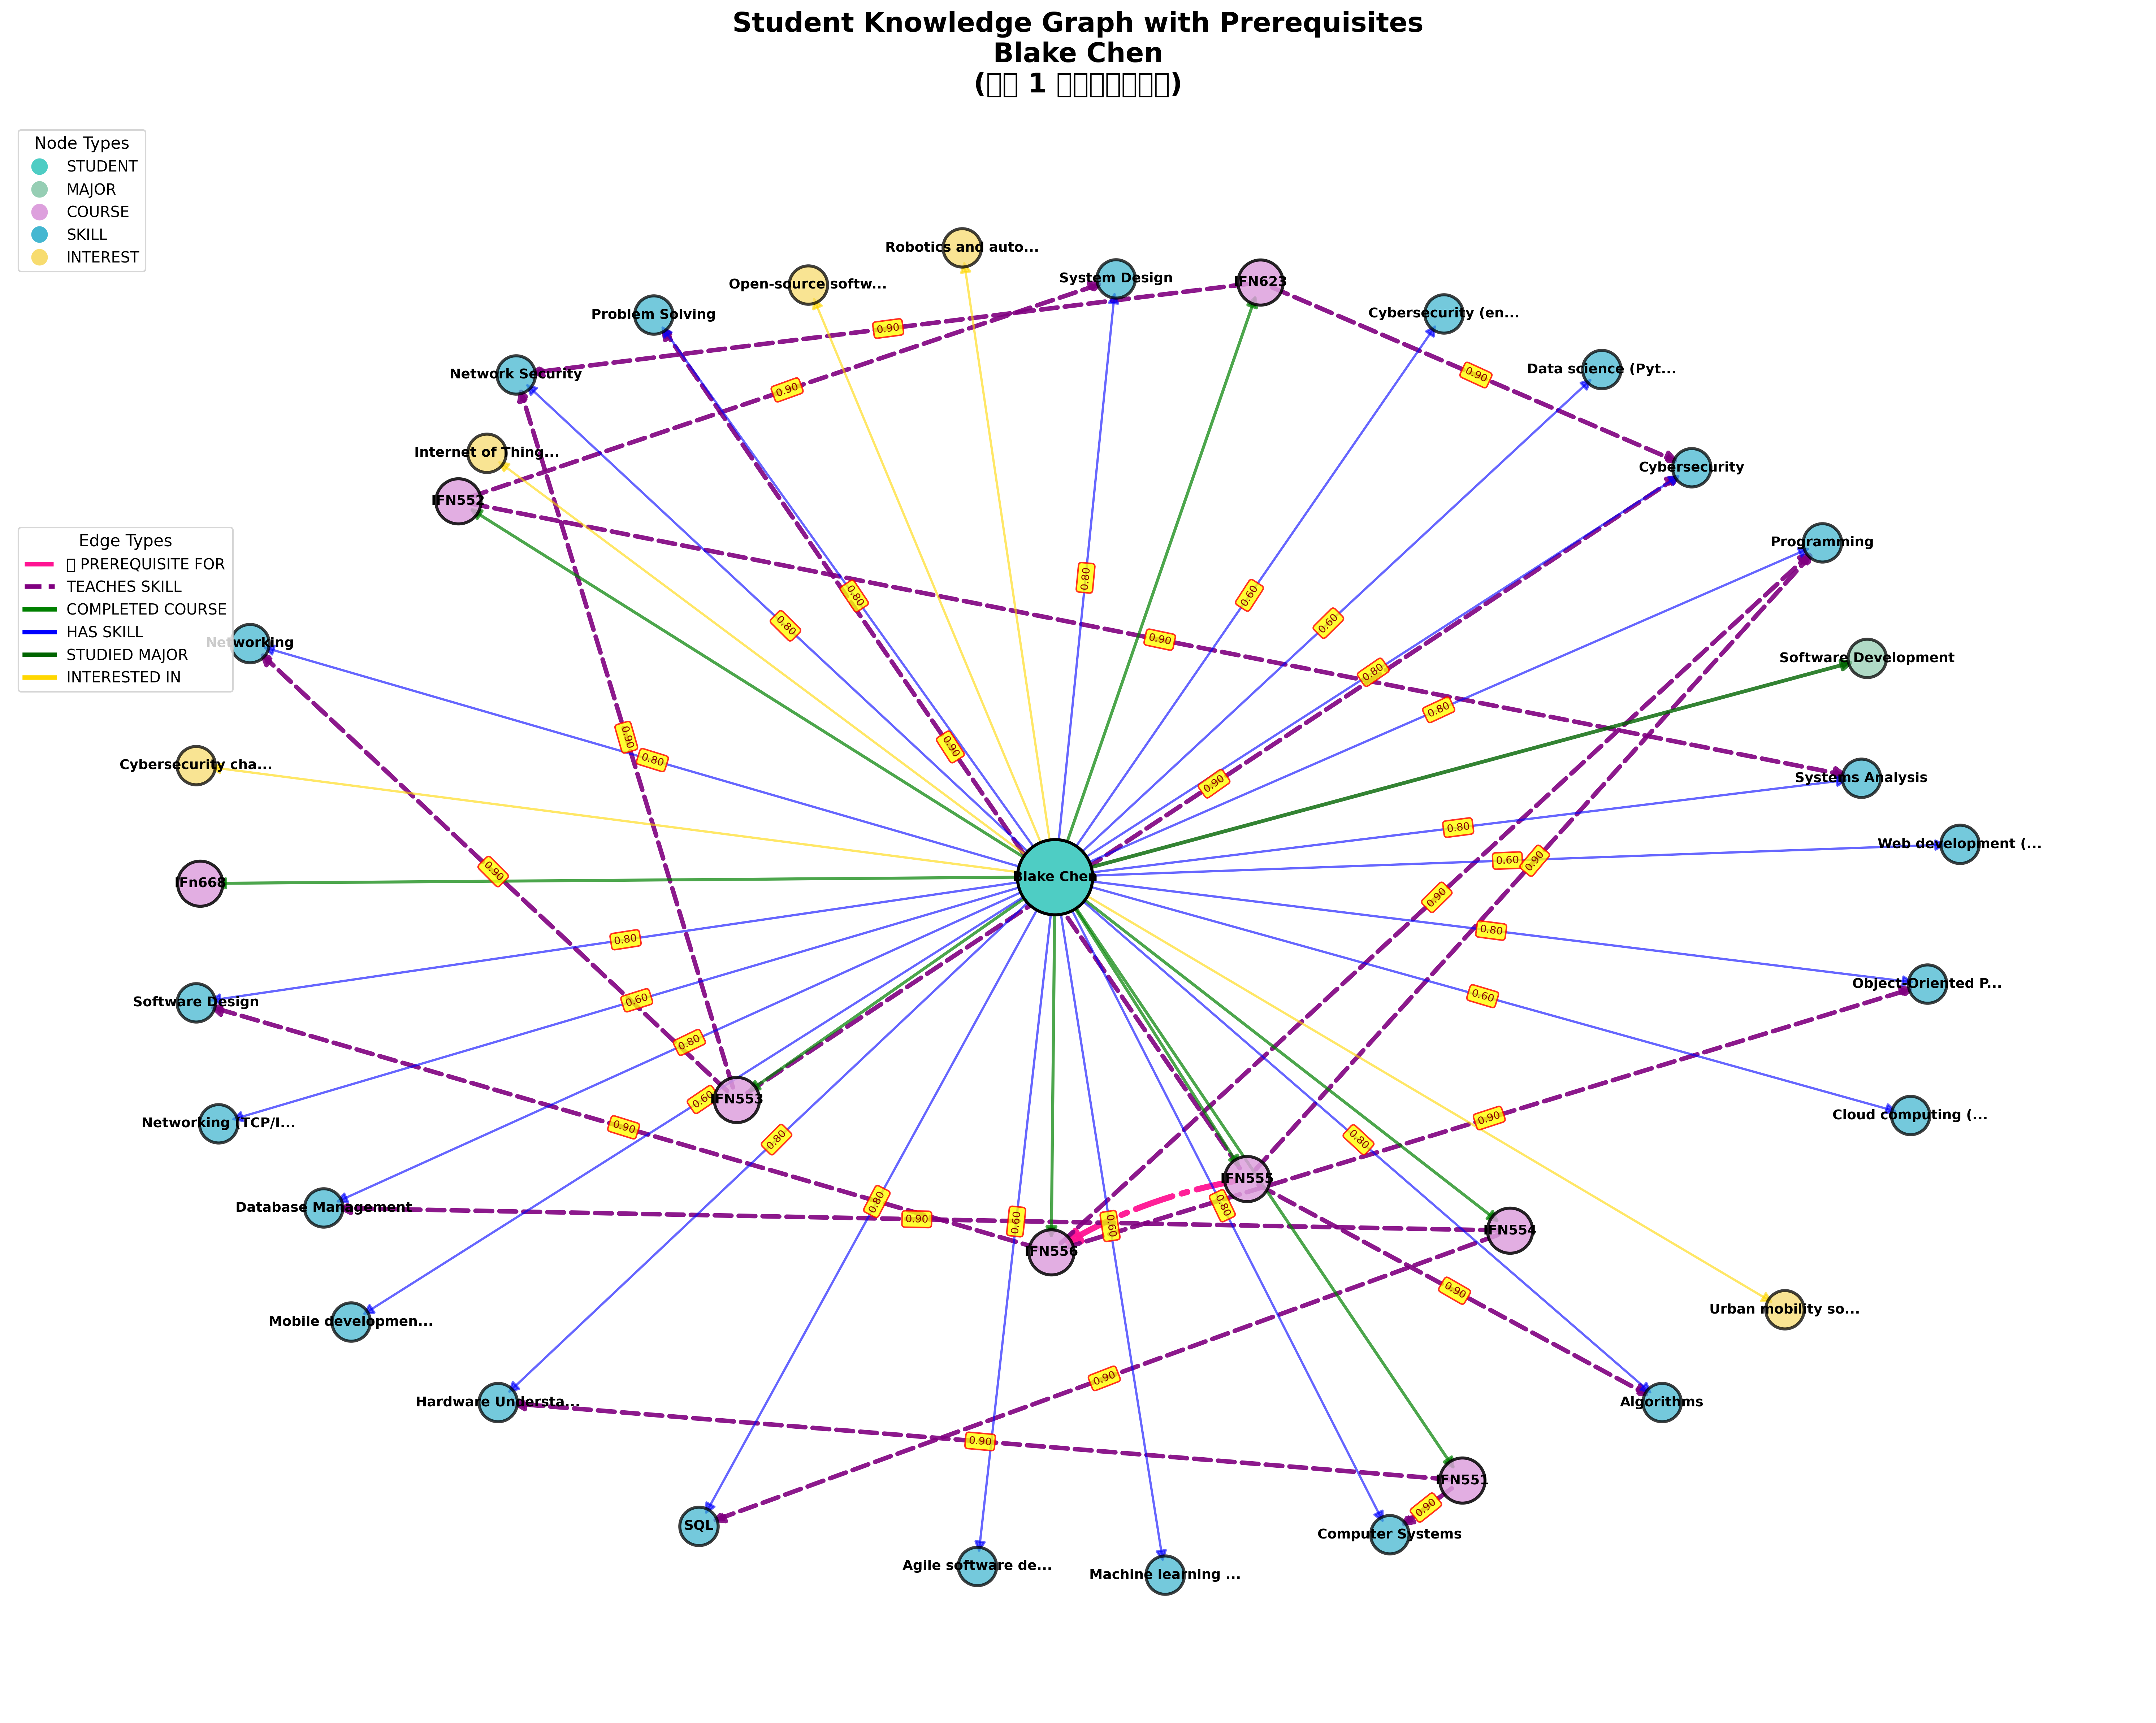 Student Knowledge Graph with Prerequisites
Blake Chen
(□□ 1 □□□□□□□)
Node Types
STUDENT
MAJOR
COURSE
SKILL
INTEREST
Robotics and auto...
System Design
IFN623
Open-source softw...
Problem Solving
Cybersecurity (en...
0.90
Network Security
Data science (Pyt...
0.90
0.90
Internet of Thing...
Cybersecurity
IFN552
Edge Types
□ PREREQUISITE FOR
TEACHES SKILL
COMPLETED COURSE
HAS SKILL
STUDIED MAJOR
INTERESTED IN
Programming
0.80
0.80
0.60
0.80
0.60
0.90
Networking
Software Development
0.80
0.80
0.90
0.90
0.80
Cybersecurity cha...
Systems Analysis
0.90
0.80
Web development (...
0.60
0.90
0.90
IFn668
Blake Chen
0.90
0.80
0.80
Object Oriented P...
0.60
0.60
Software Design
0.80
0.60
IFN553
Networking (TCP/I...
0.90
0.80
0.80
0.90
Cloud computing (...
IFN555
0.80
0.80
Database Management
0.90
0.60
0.60
IFN554
IFN556
0.90
Urban mobility so...
Mobile developmen...
0.90
Hardware Understa...
Algorithms
0.90
IFN551
0.90
SQL
Computer Systems
Agile software de...
Machine learning ...